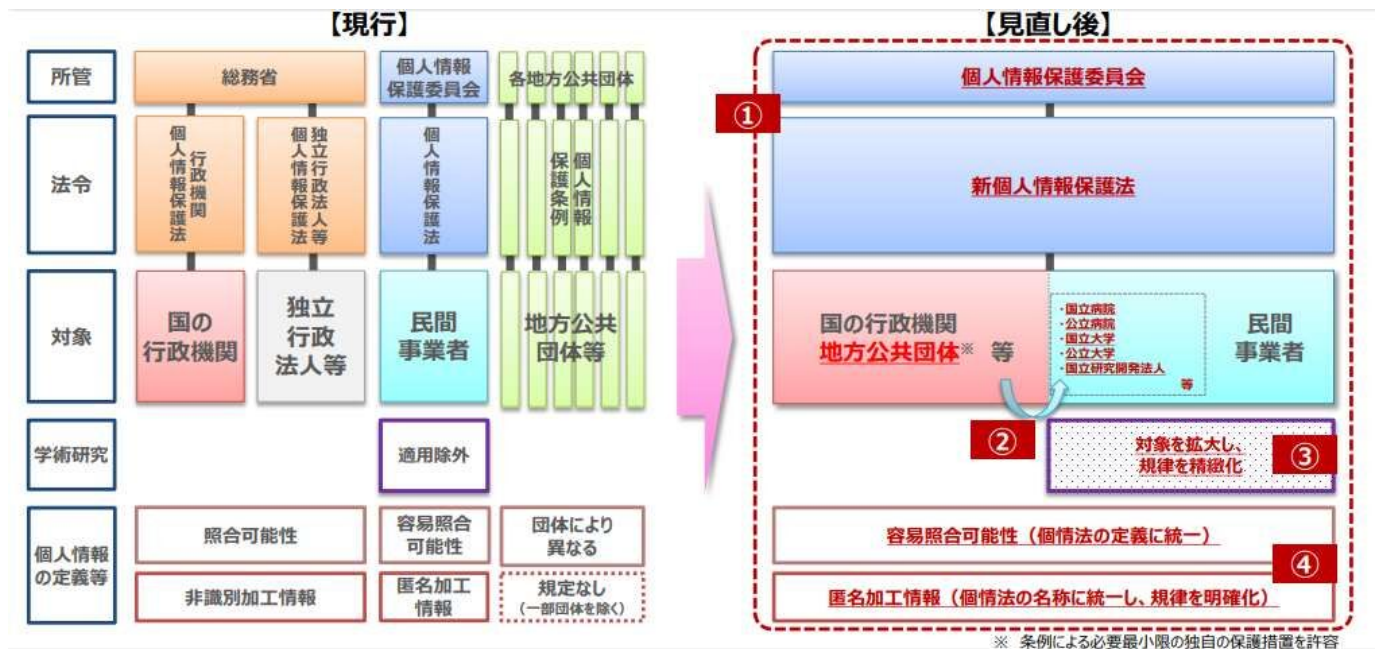 【現行】
【見直し後】
所管
総務省
個人情報
保護委員会
各地方公共団体
個人情報保護委員会
①
法令
行政機関
個人情報保護法
独立行政法人等
個人情報保護法
個人情報保護法
個人情報
保護条例
新個人情報保護法
対象
国の
行政機関
独立
行政
法人等
民間
事業者
地方公共
団体等
国の行政機関
地方公共団体※ 等
・国立病院
・公立病院
・国立大学
・公立大学
・国立研究開発法人
等
民間
事業者
②
学術研究
適用除外
対象を拡大し、
規律を精緻化
③
個人情報
の定義等
照合可能性
容易照合
可能性
団体により
異なる
容易照合可能性（個情法の定義に統一）
④
非識別加工情報
匿名加工
情報
規定なし
（一部団体を除く）
匿名加工情報（個情法の名称に統一し、規律を明確化）
※ 条例による必要最小限の独自の保護措置を許容